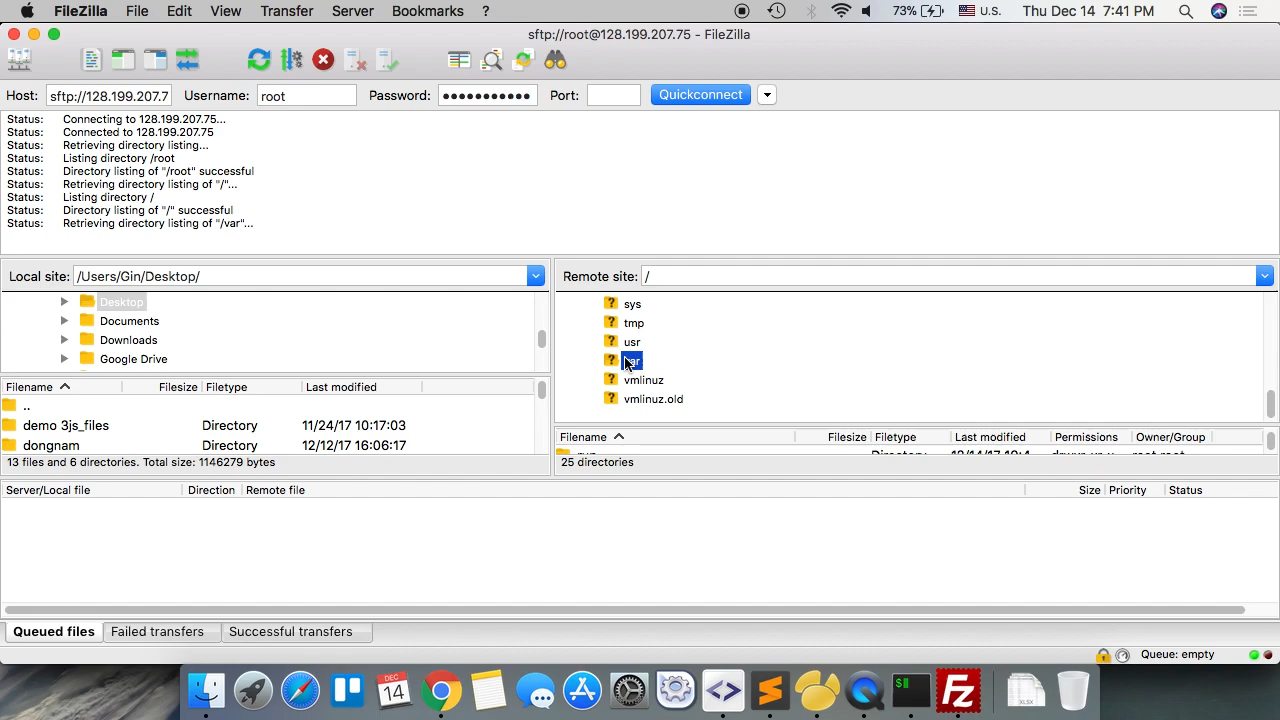 FileZilla File Edit View Transfer Server Bookmarks ? 73% U.S. Thu Dec 14 7:41 PM
sftp://root@128.199.207.75 - FileZilla
Host: sftp://128.199.207.7 Username: root Password: ●●●●●●●●●●● Port: Quickconnect
Status: Connecting to 128.199.207.75...
Status: Connected to 128.199.207.75
Status: Retrieving directory listing...
Status: Listing directory /root
Status: Directory listing of "/root" successful
Status: Retrieving directory listing of "/"...
Status: Listing directory /
Status: Directory listing of "/" successful
Status: Retrieving directory listing of "/var"...
Local site: /Users/Gin/Desktop/
Desktop
Documents
Downloads
Google Drive
Filename Filesize Filetype Last modified
..
demo 3js_files Directory 11/24/17 10:17:03
dongnam Directory 12/12/17 16:06:17
13 files and 6 directories. Total size: 1146279 bytes
Remote site: /
? sys
? tmp
? usr
?
? vmlinuz
? vmlinuz.old
Filename Filesize Filetype Last modified Permissions Owner/Group
25 directories
Server/Local file Direction Remote file Size Priority Status
Queued files Failed transfers Successful transfers
Queue: empty
DEC
14
$
Fz
XLSX